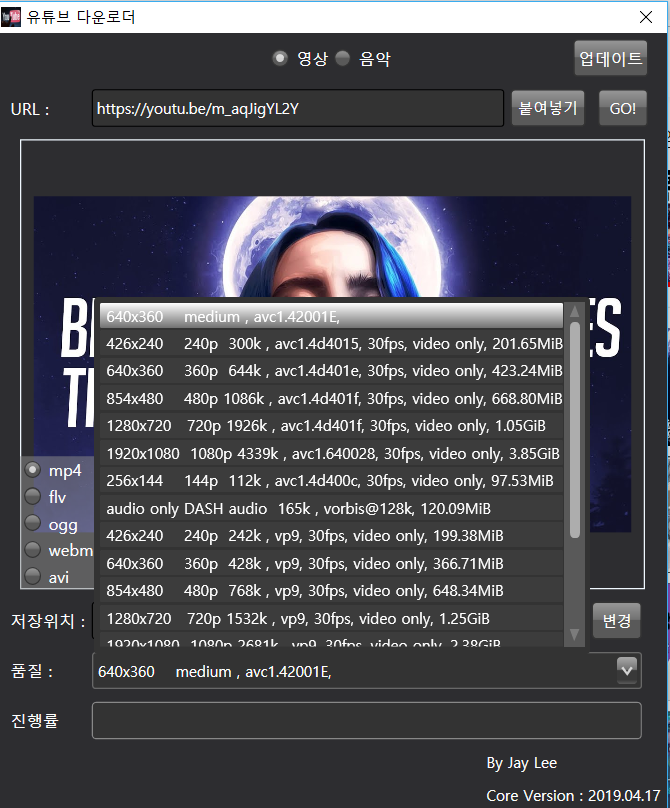 유튜브 다운로더
영상 음악 업데이트
URL : https://youtu.be/m_aqJigYL2Y 붙여넣기 GO!
640x360 medium , avc1.42001E,
426x240 240p 300k , avc1.4d4015, 30fps, video only, 201.65MiB
640x360 360p 644k , avc1.4d401e, 30fps, video only, 423.24MiB
854x480 480p 1086k , avc1.4d401f, 30fps, video only, 668.80MiB
1280x720 720p 1926k , avc1.4d401f, 30fps, video only, 1.05GiB
1920x1080 1080p 4339k , avc1.640028, 30fps, video only, 3.85GiB
256x144 144p 112k , avc1.4d400c, 30fps, video only, 97.53MiB
audio only DASH audio 165k , vorbis@128k, 120.09MiB
426x240 240p 242k , vp9, 30fps, video only, 199.38MiB
640x360 360p 428k , vp9, 30fps, video only, 366.71MiB
854x480 480p 768k , vp9, 30fps, video only, 648.34MiB
1280x720 720p 1532k , vp9, 30fps, video only, 1.25GiB
1920x1080 1080p 2681k , vp9, 30fps, video only, 2.38GiB
mp4
flv
ogg
webm
avi
저장위치 : 변경
품질 : 640x360 medium , avc1.42001E,
진행률
By Jay Lee
Core Version : 2019.04.17